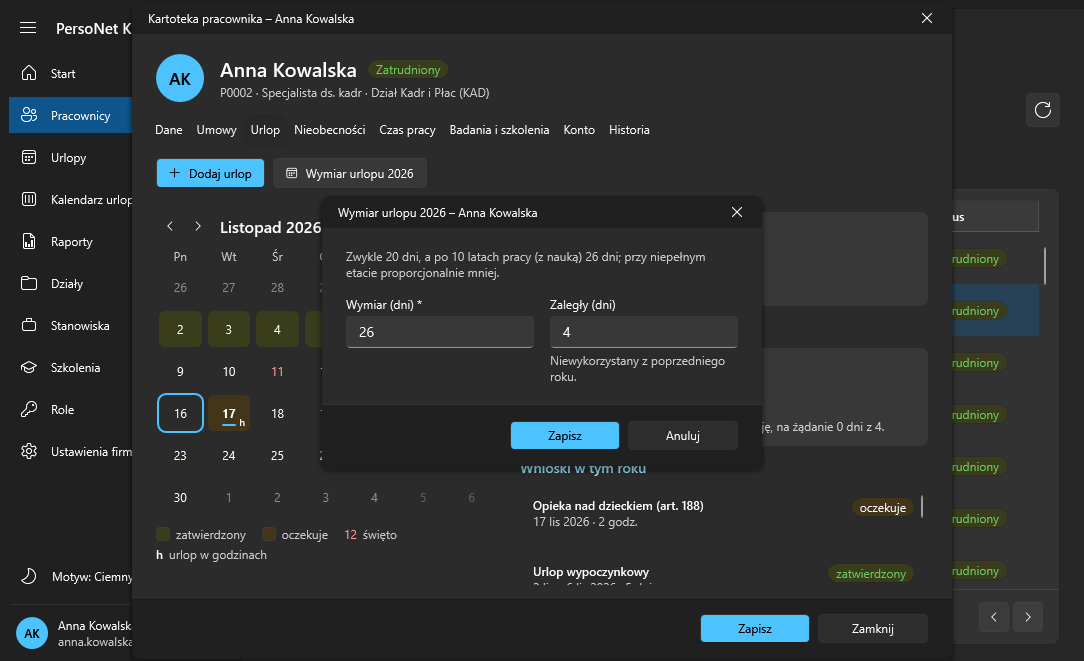 Kartoteka pracownika – Anna Kowalska
PersoNet K
Start
Pracownicy
Urlopy
Kalendarz urlop
Raporty
Działy
Stanowiska
Szkolenia
Role
Ustawienia firm
Motyw: Ciemny
AK
Anna Kowalska
anna.kowalska
AK
Anna Kowalska
Zatrudniony
P0002 · Specjalista ds. kadr · Dział Kadr i Płac (KAD)
Dane Umowy Urlop Nieobecności Czas pracy Badania i szkolenia Konto Historia
+ Dodaj urlop
Wymiar urlopu 2026
Listopad 2026
Pn Wt Śr
26 27 28
2 3 4
9 10 11
16 17 h 18
23 24 25
30 1 2 3 4 5 6
zatwierdzony oczekuje 12 święto
h urlop w godzinach
Wymiar urlopu 2026 – Anna Kowalska
Zwykle 20 dni, a po 10 latach pracy (z nauką) 26 dni; przy niepełnym
etacie proporcjonalnie mniej.
Wymiar (dni) * Zaległy (dni)
26 4
Niewykorzystany z poprzedniego
roku.
Zapisz Anuluj
ję, na żądanie 0 dni z 4.
Wnioski w tym roku
Opieka nad dzieckiem (art. 188)
17 lis 2026 · 2 godz.
oczekuje
Urlop wypoczynkowy
zatwierdzony
Zapisz Zamknij
us
rudniony
rudniony
rudniony
rudniony
rudniony
rudniony
rudniony